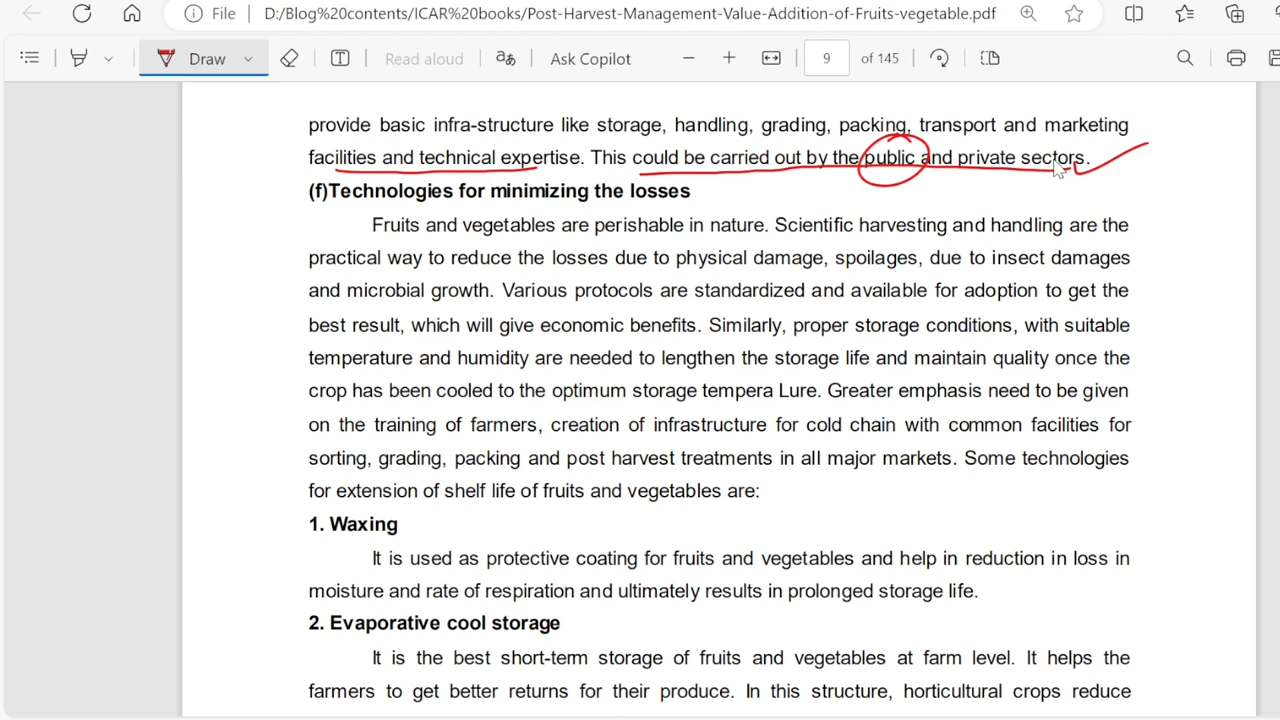 File D:/Blog%20contents/ICAR%20books/Post-Harvest-Management-Value-Addition-of-Fruits-vegetable.pdf
Draw Read aloud aあ Ask Copilot 9 of 145
provide basic infra-structure like storage, handling, grading, packing, transport and marketing
facilities and technical expertise. This could be carried out by the public and private sectors.
(f)Technologies for minimizing the losses
Fruits and vegetables are perishable in nature. Scientific harvesting and handling are the
practical way to reduce the losses due to physical damage, spoilages, due to insect damages
and microbial growth. Various protocols are standardized and available for adoption to get the
best result, which will give economic benefits. Similarly, proper storage conditions, with suitable
temperature and humidity are needed to lengthen the storage life and maintain quality once the
crop has been cooled to the optimum storage tempera Lure. Greater emphasis need to be given
on the training of farmers, creation of infrastructure for cold chain with common facilities for
sorting, grading, packing and post harvest treatments in all major markets. Some technologies
for extension of shelf life of fruits and vegetables are:
1. Waxing
It is used as protective coating for fruits and vegetables and help in reduction in loss in
moisture and rate of respiration and ultimately results in prolonged storage life.
2. Evaporative cool storage
It is the best short-term storage of fruits and vegetables at farm level. It helps the
farmers to get better returns for their produce. In this structure, horticultural crops reduce